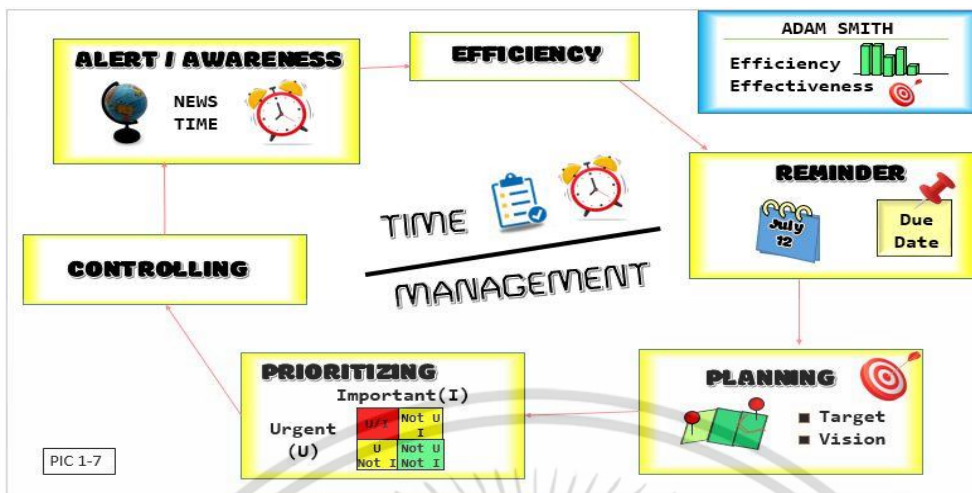 ALERT / AWARENESS
NEWS
TIME
EFFICIENCY
ADAM SMITH
Efficiency
Effectiveness
REMINDER
July
12
Due
Date
TIME
MANAGEMENT
CONTROLLING
PRIORITIZING
Important(I)
Urgent
(U)
U/I
Not U
I
U
Not I
Not U
Not I
PLANNING
Target
Vision
PIC 1-7